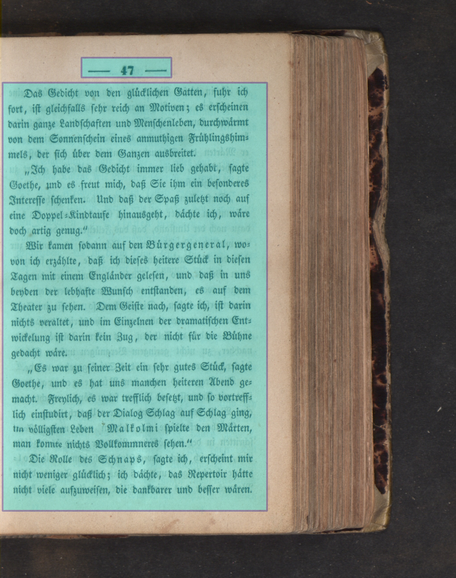 — 47 —
Das Gedicht von den glücklichen Gatten, fuhr ich
fort, ist gleichfalls sehr reich an Motiven; es erscheinen
darin ganze Landschaften und Menschenleben, durchwärmt
von dem Sonnenschein eines anmuthigen Frühlingshim-
mels, der sich über dem Ganzen ausbreitet.
„Ich habe das Gedicht immer lieb gehabt, sagte
Goethe, und es freut mich, daß Sie ihm ein besonderes
Interesse schenken. Und daß der Spaß zuletzt noch auf
eine Doppel-Kindtaufe hinausgeht, dächte ich, wäre
doch artig genug.“
Wir kamen sodann auf den Bürgergeneral, wo-
von ich erzählte, daß ich dieses heitere Stück in diesen
Tagen mit einem Engländer gelesen, und daß in uns
beyden der lebhafte Wunsch entstanden, es auf dem
Theater zu sehen. Dem Geiste nach, sagte ich, ist darin
nichts veraltet, und im Einzelnen der dramatischen Ent-
wickelung ist darin kein Zug, der nicht für die Bühne
gedacht wäre.
„Es war zu seiner Zeit ein sehr gutes Stück, sagte
Goethe, und es hat uns manchen heiteren Abend ge-
macht. Freylich, es war trefflich besetzt, und so vortreff-
lich einstudirt, daß der Dialog Schlag auf Schlag ging,
im völligsten Leben Malkolmi spielte den Märten,
man konnte nichts Vollkommneres sehen.“
Die Rolle des Schnaps, sagte ich, erscheint mir
nicht weniger glücklich; ich dächte, das Repertoir hätte
nicht viele aufzuweisen, die dankbarer und besser wären.